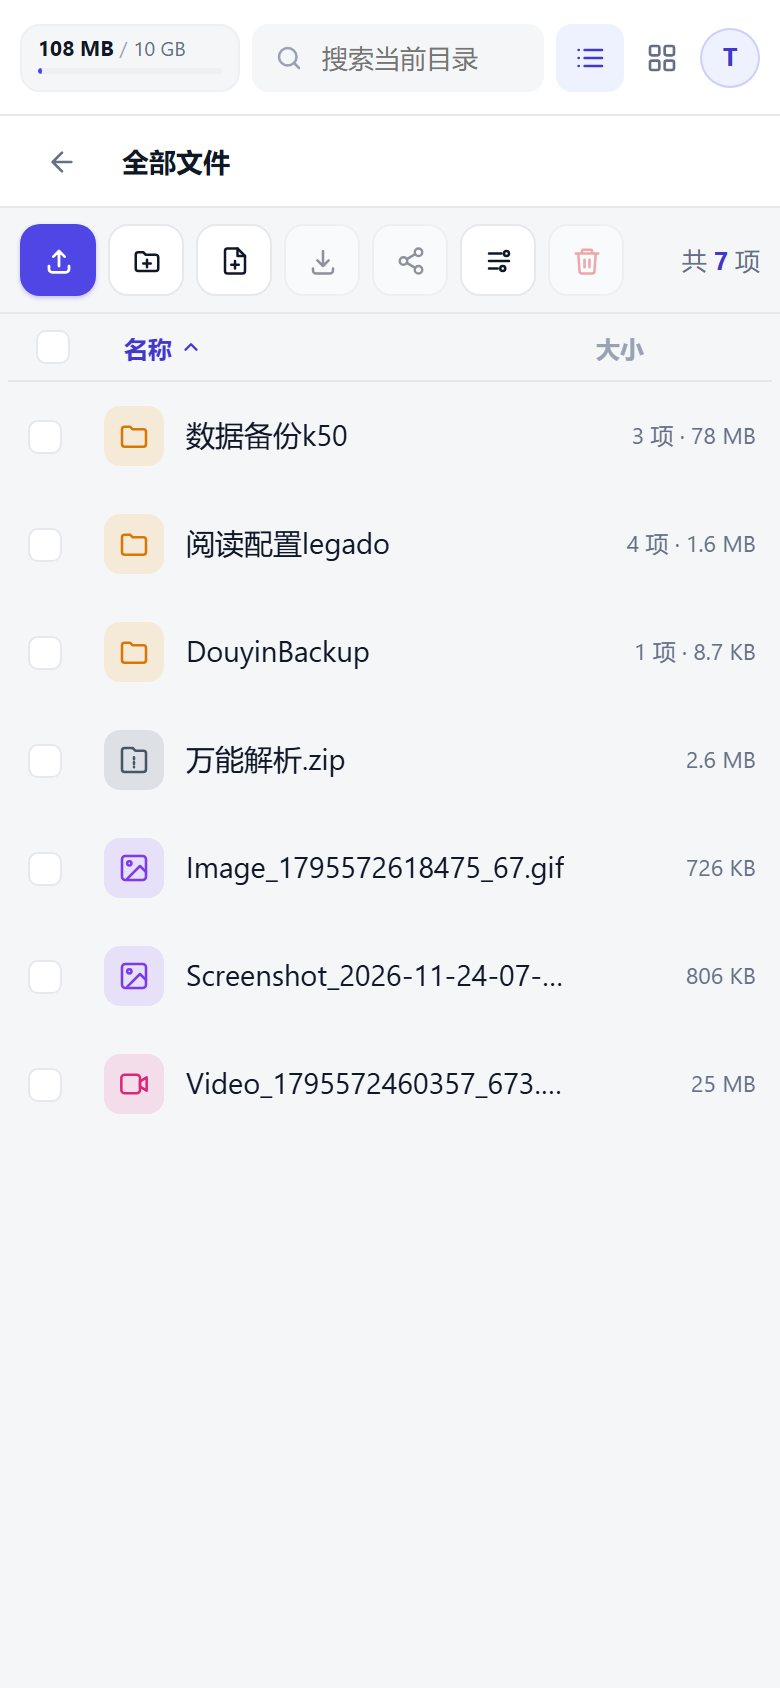 108 MB / 10 GB
搜索当前目录
T
全部文件
共 7 项
名称
大小
数据备份k50
3 项 · 78 MB
阅读配置legado
4 项 · 1.6 MB
DouyinBackup
1 项 · 8.7 KB
万能解析.zip
2.6 MB
Image_1795572618475_67.gif
726 KB
Screenshot_2026-11-24-07-...
806 KB
Video_1795572460357_673....
25 MB